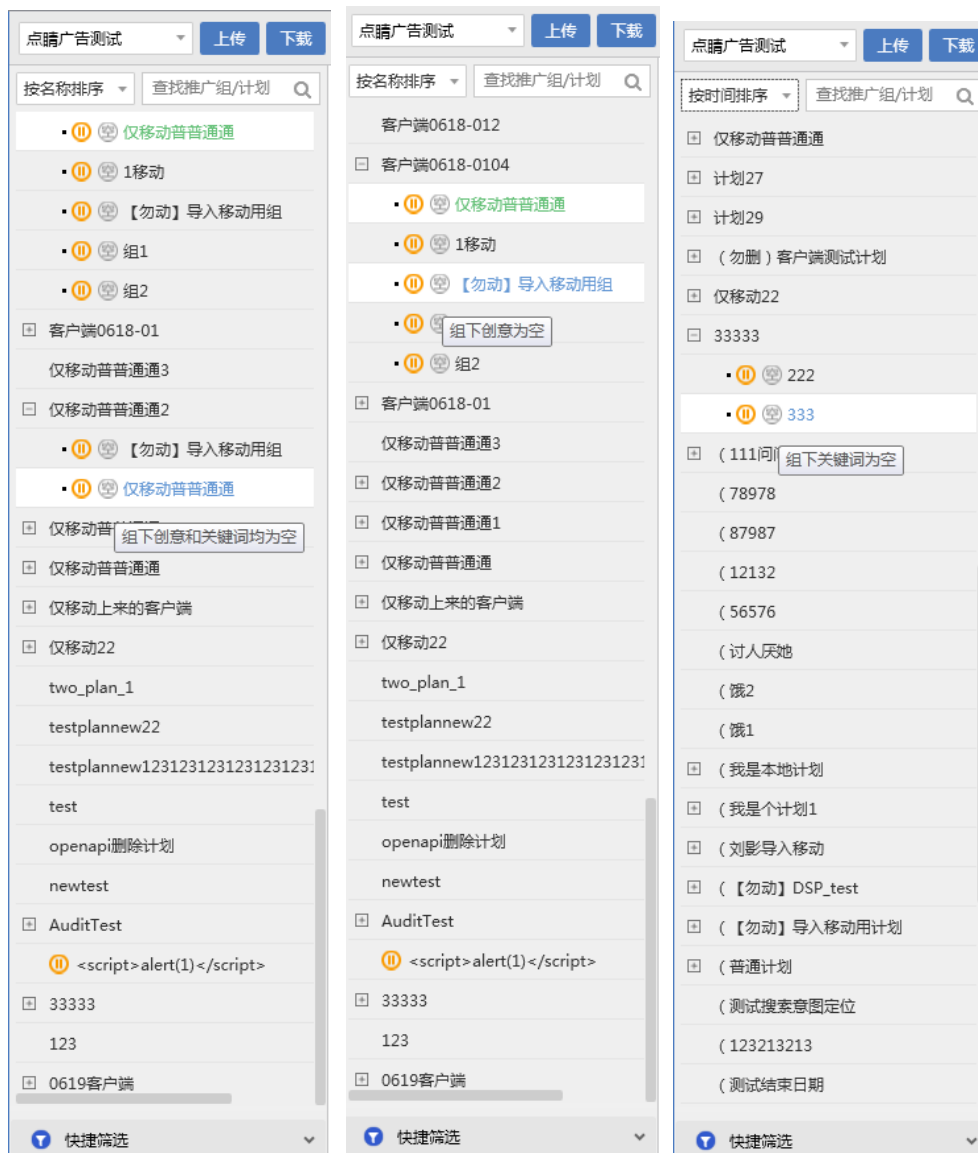 点睛广告测试
上传
下载
按名称排序
查找推广组/计划
空 仅移动普普通通
空 1移动
空 【勿动】导入移动用组
空 组1
空 组2
客户端0618-01
仅移动普普通通3
仅移动普普通通2
空 【勿动】导入移动用组
空 仅移动普普通通
仅移动普
组下创意和关键词均为空
仅移动普普通通
仅移动上来的客户端
仅移动22
two_plan_1
testplannew22
testplannew1231231231231231231
test
openapi删除计划
newtest
AuditTest
<script>alert(1)</script>
33333
123
0619客户端
快捷筛选
点睛广告测试
上传
下载
按名称排序
查找推广组/计划
客户端0618-012
客户端0618-0104
空 仅移动普普通通
空 1移动
空 【勿动】导入移动用组
组下创意为空
空 组2
客户端0618-01
仅移动普普通通3
仅移动普普通通2
仅移动普普通通1
仅移动普普通通
仅移动上来的客户端
仅移动22
two_plan_1
testplannew22
testplannew1231231231231231231
test
openapi删除计划
newtest
AuditTest
<script>alert(1)</script>
33333
123
0619客户端
快捷筛选
点睛广告测试
上传
下载
按时间排序
查找推广组/计划
仅移动普普通通
计划27
计划29
(勿删)客户端测试计划
仅移动22
33333
空 222
空 333
(111问
组下关键词为空
(78978
(87987
(12132
(56576
(讨人厌她
(饿2
(饿1
(我是本地计划
(我是个计划1
(刘影导入移动
(【勿动】DSP_test
(【勿动】导入移动用计划
(普通计划
(测试搜索意图定位
(123213213
(测试结束日期
快捷筛选